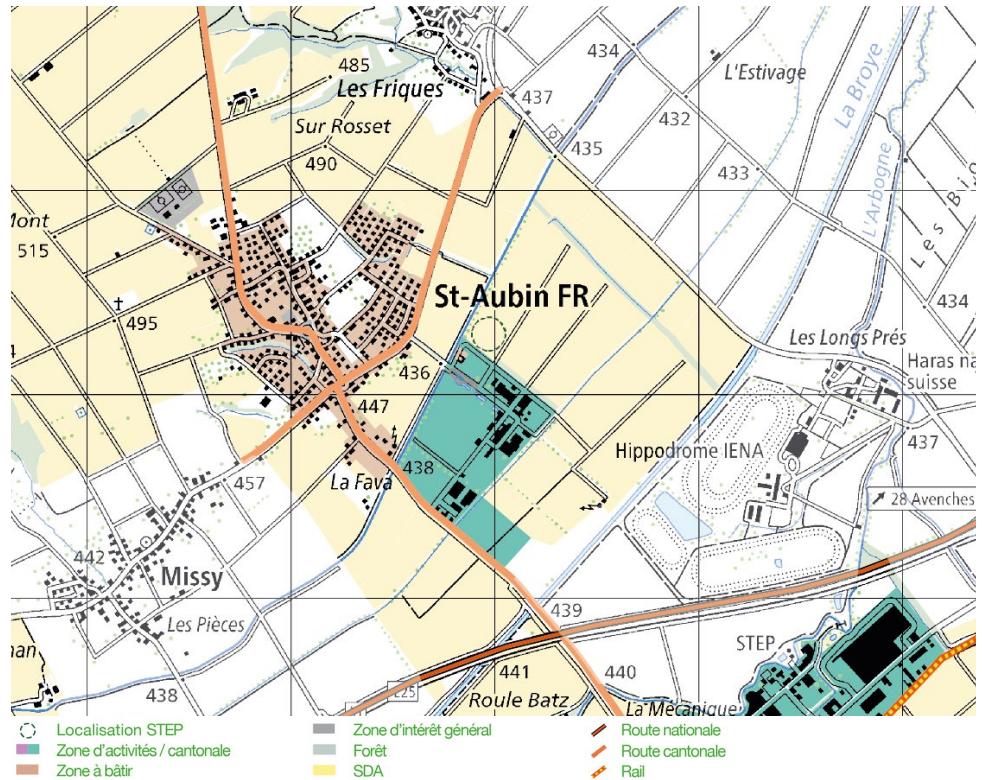 485
Les Friques
434
L'Estivage
La Broye
437
432
Sur Rosset
490
435
433
L'Arbogne
Mont
515
495
St-Aubin FR
434
Les Longs Prés
Haras na
suisse
436
447
437
Hippodrome IENA
438
La Fava
457
28 Avenches
442
Missy
Les Pièces
439
STEP
438
441
440
Roule Batz
La Mécanique
E25
Localisation STEP
Zone d'activités / cantonale
Zone à bâtir
Zone d'intérêt général
Forêt
SDA
Route nationale
Route cantonale
Rail